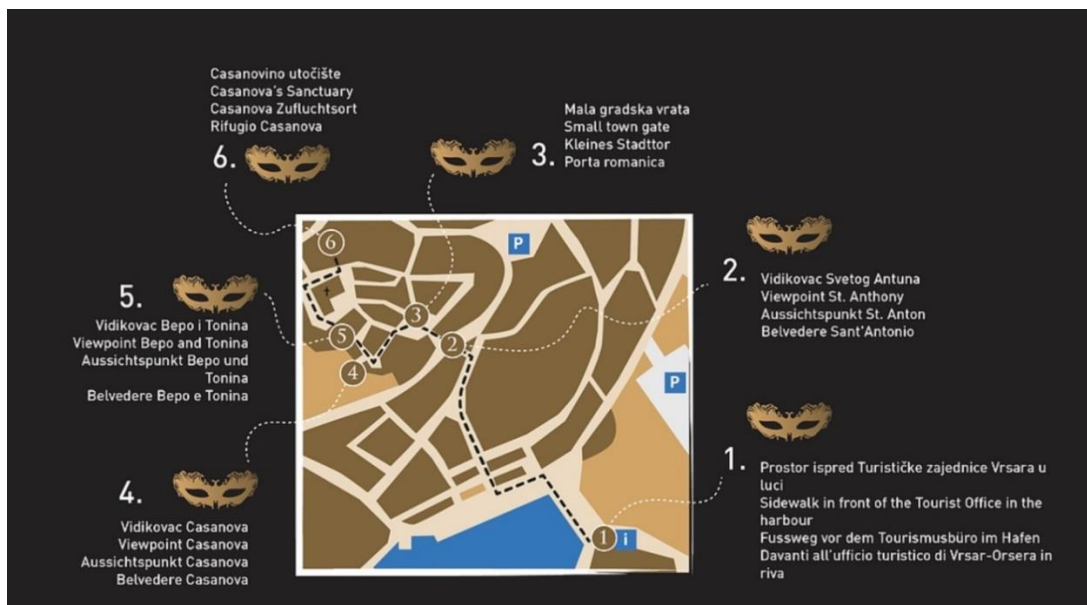 Casanovino utočište
Casanova's Sanctuary
Casanova Zufluchtsort
Rifugio Casanova
6.
Mala gradska vrata
Small town gate
Kleines Stadttor
Porta romanica
3.
2.
Vidikovac Svetog Antuna
Viewpoint St. Anthony
Aussichtspunkt St. Anton
Belvedere Sant'Antonio
5.
Vidikovac Bepo i Tonina
Viewpoint Bepo and Tonina
Aussichtspunkt Bepo und
Tonina
Belvedere Bepo e Tonina
4.
Vidikovac Casanova
Viewpoint Casanova
Aussichtspunkt Casanova
Belvedere Casanova
1.
Prostor ispred Turističke zajednice Vrsara u
luci
Sidewalk in front of the Tourist Office in the
harbour
Fussweg vor dem Tourismusbüro im Hafen
Davanti all'ufficio turistico di Vrsar-Orsera in
riva
6
P
3
2
5
4
P
1
i